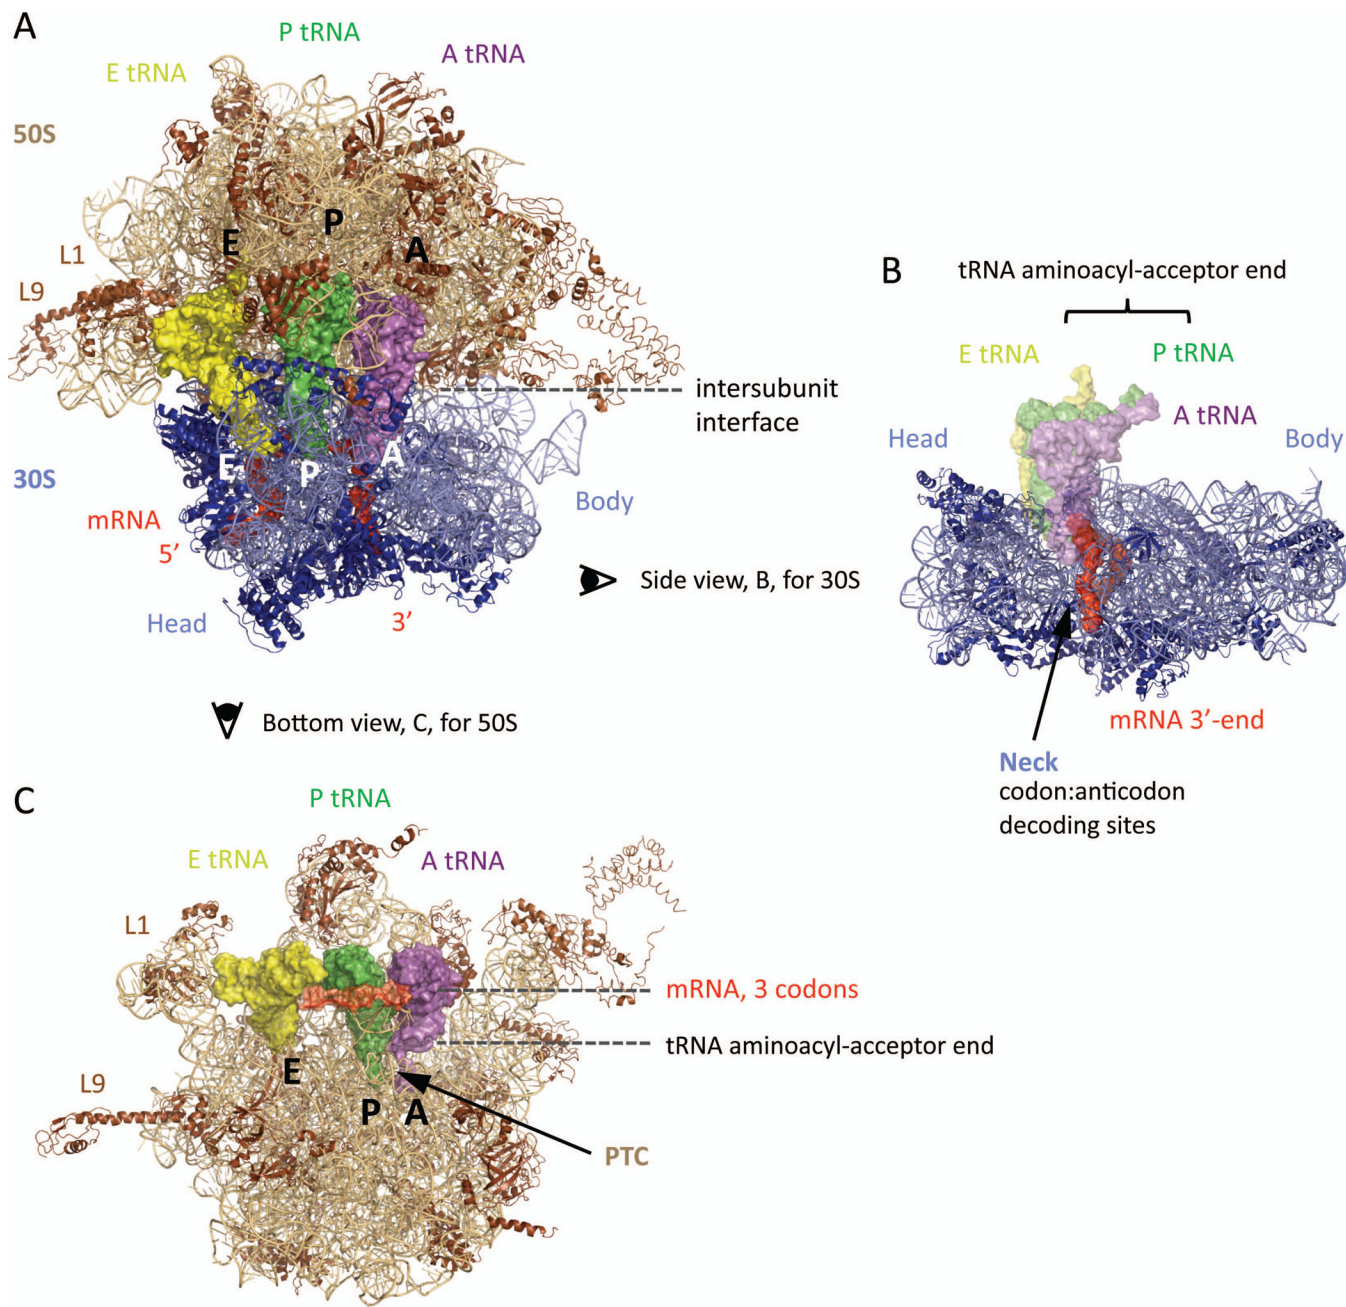 A
P tRNA
E tRNA
A tRNA
50S
P
E
A
L1
L9
intersubunit
interface
E
P
A
30S
Body
mRNA
5’
Head
3’
Side view, B, for 30S
Bottom view, C, for 50S
B
tRNA aminoacyl-acceptor end
E tRNA
P tRNA
A tRNA
Head
Body
mRNA 3’-end
Neck
codon:anticodon
decoding sites
C
P tRNA
E tRNA
A tRNA
L1
mRNA, 3 codons
tRNA aminoacyl-acceptor end
E
L9
P
A
PTC